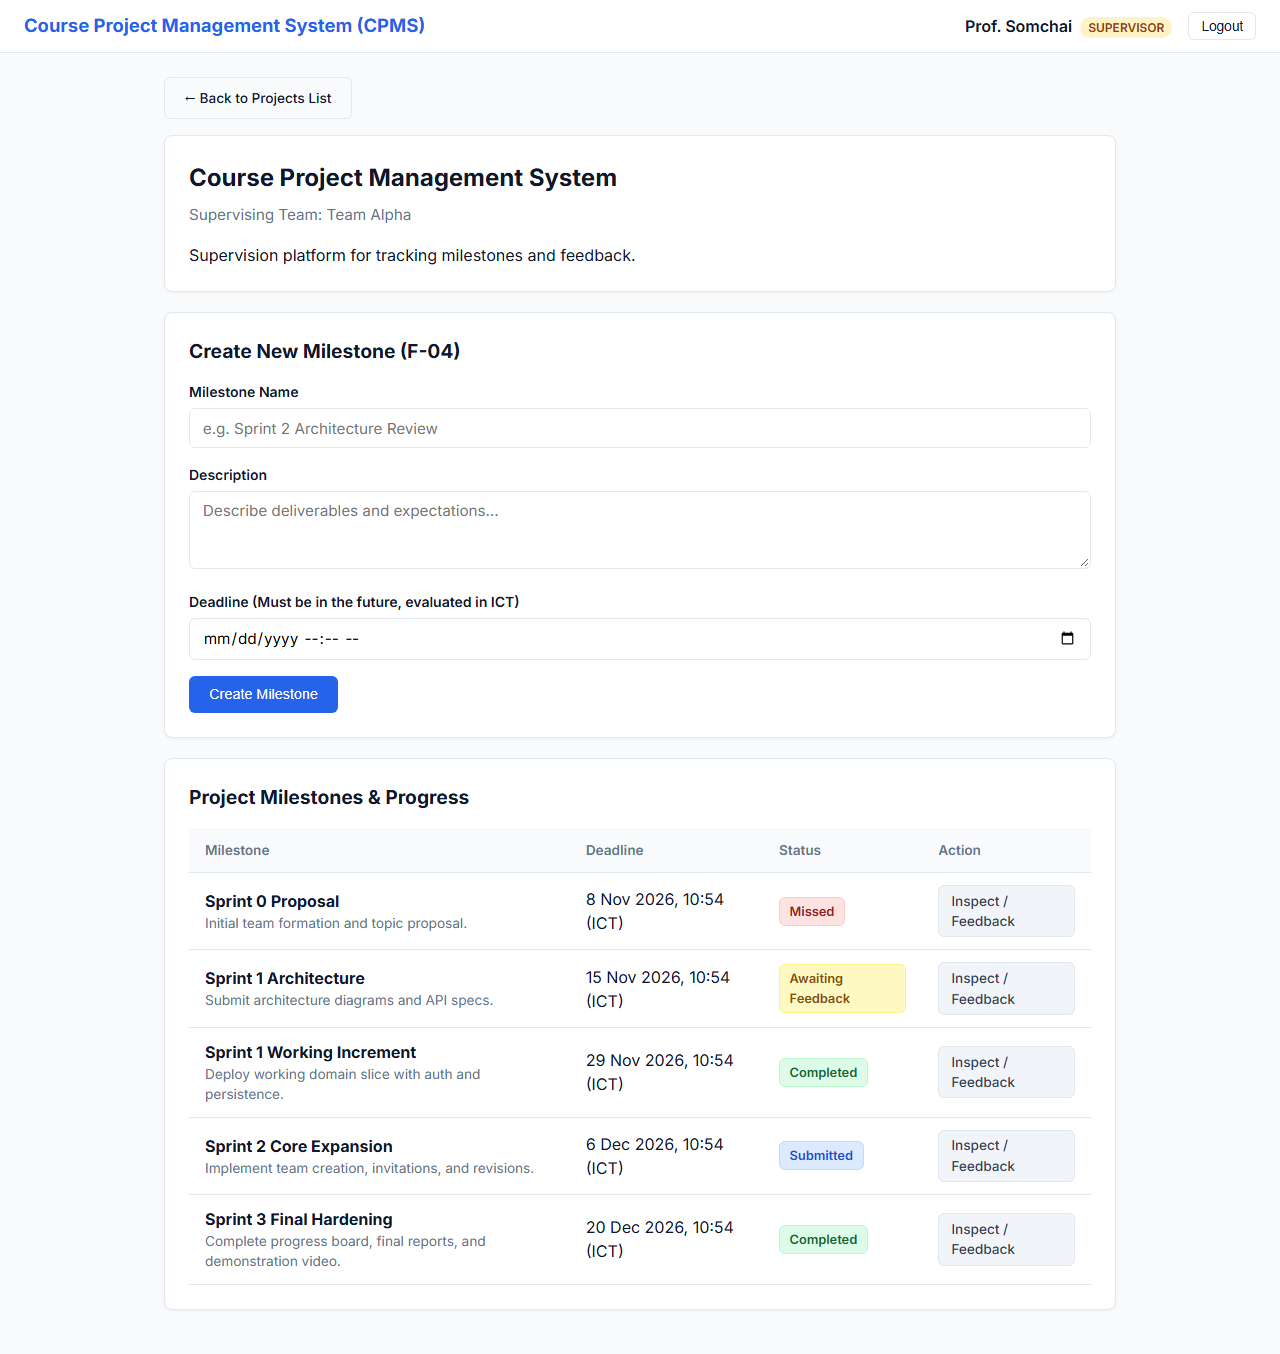 Course Project Management System (CPMS)
Prof. Somchai SUPERVISOR Logout
← Back to Projects List
Course Project Management System
Supervising Team: Team Alpha
Supervision platform for tracking milestones and feedback.
Create New Milestone (F-04)
Milestone Name
e.g. Sprint 2 Architecture Review
Description
Describe deliverables and expectations...
Deadline (Must be in the future, evaluated in ICT)
mm/dd/yyyy --:-- --
Create Milestone
Project Milestones & Progress
Milestone Deadline Status Action
Sprint 0 Proposal
Initial team formation and topic proposal.
8 Nov 2026, 10:54
(ICT)
Missed
Inspect /
Feedback
Sprint 1 Architecture
Submit architecture diagrams and API specs.
15 Nov 2026, 10:54
(ICT)
Awaiting
Feedback
Inspect /
Feedback
Sprint 1 Working Increment
Deploy working domain slice with auth and
persistence.
29 Nov 2026, 10:54
(ICT)
Completed
Inspect /
Feedback
Sprint 2 Core Expansion
Implement team creation, invitations, and revisions.
6 Dec 2026, 10:54
(ICT)
Submitted
Inspect /
Feedback
Sprint 3 Final Hardening
Complete progress board, final reports, and
demonstration video.
20 Dec 2026, 10:54
(ICT)
Completed
Inspect /
Feedback